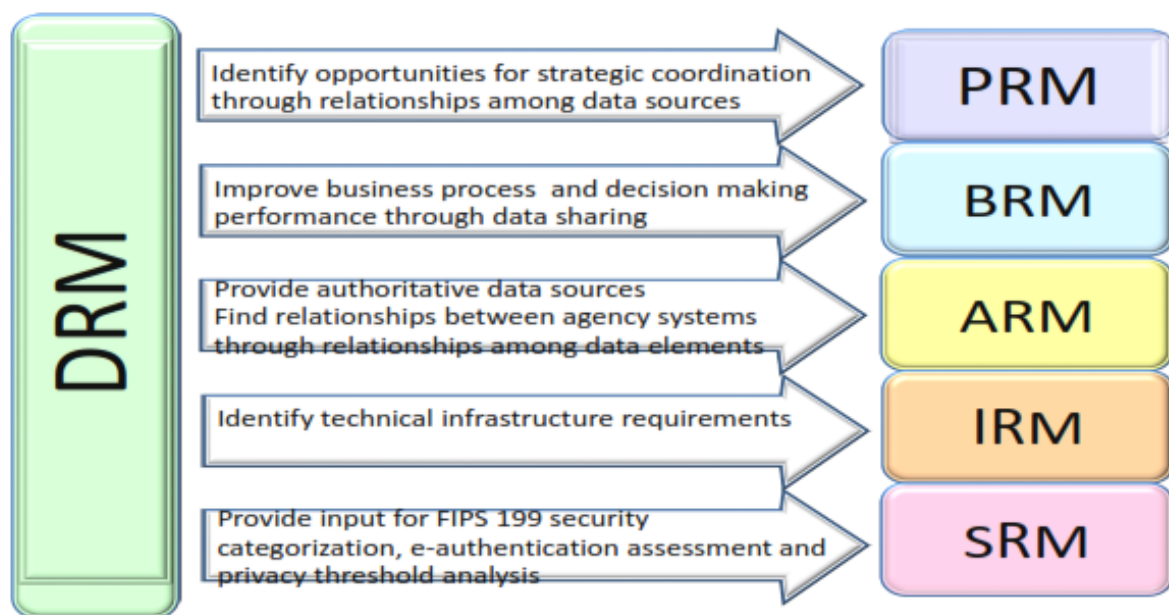 DRM
Identify opportunities for strategic coordination
through relationships among data sources
PRM
Improve business process and decision making
performance through data sharing
BRM
Provide authoritative data sources
Find relationships between agency systems
through relationships among data elements
ARM
Identify technical infrastructure requirements
IRM
Provide input for FIPS 199 security
categorization, e-authentication assessment and
privacy threshold analysis
SRM